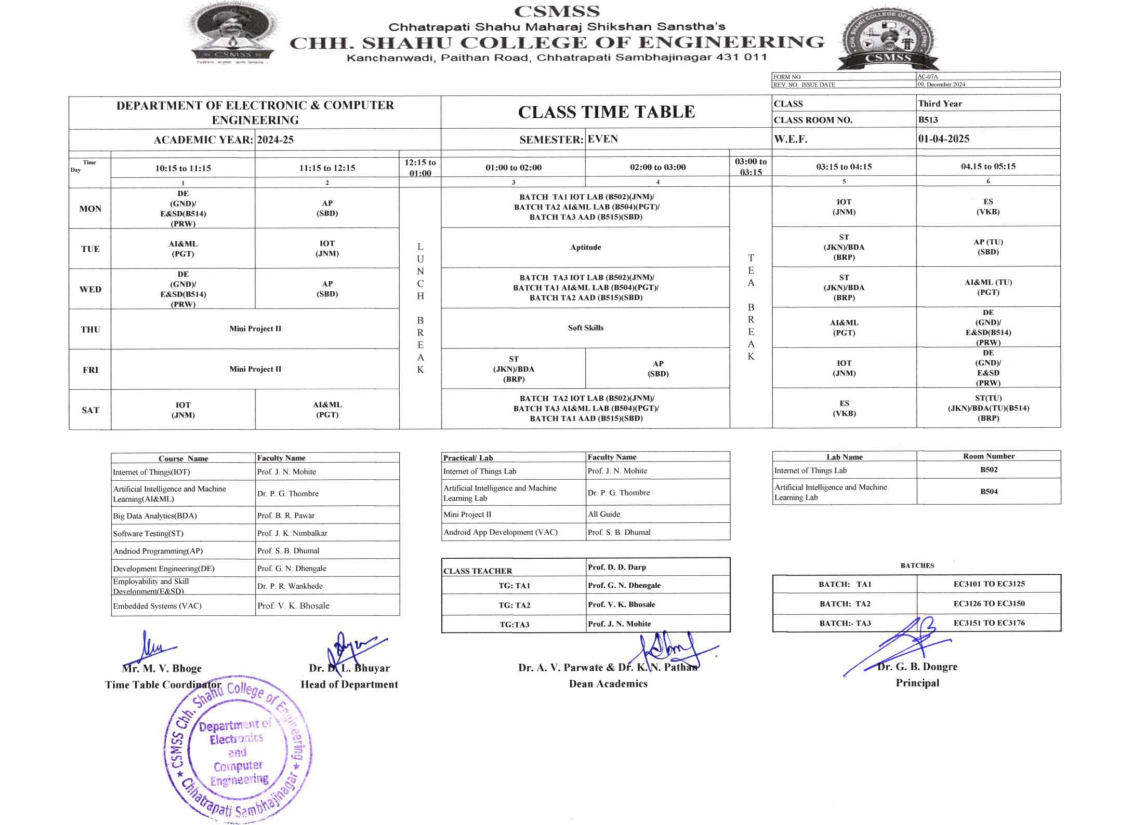 CSMSS
Chhatrapati Shahu Maharaj Shikshan Sanstha's
CHH. SHAHU COLLEGE OF ENGINEERING
Kanchanwadi, Paithan Road, Chhatrapati Sambhajinagar 431 011
CSMSS
CSMSS
FORM NO. AC-07A
REV. NO. ISSUE DATE 00, December 2024
DEPARTMENT OF ELECTRONIC & COMPUTER
ENGINEERING
CLASS TIME TABLE
CLASS Third Year
CLASS ROOM NO. B513
ACADEMIC YEAR: 2024-25 SEMESTER: EVEN W.E.F. 01-04-2025
Time
Day
10:15 to 11:15 11:15 to 12:15 12:15 to 01:00 01:00 to 02:00 02:00 to 03:00 03:00 to 03:15 03:15 to 04:15 04.15 to 05:15
1 2 3 4 5 6
LUNCH BREAK
TEA BREAK
MON
DE
(GND)/
E&SD(B514)
(PRW)
AP
(SBD)
BATCH TA1 IOT LAB (B502)(JNM)/
BATCH TA2 AI&ML LAB (B504)(PGT)/
BATCH TA3 AAD (B515)(SBD)
IOT
(JNM)
ES
(VKB)
TUE
AI&ML
(PGT)
IOT
(JNM)
Aptitude
ST
(JKN)/BDA
(BRP)
AP (TU)
(SBD)
WED
DE
(GND)/
E&SD(B514)
(PRW)
AP
(SBD)
BATCH TA3 IOT LAB (B502)(JNM)/
BATCH TA1 AI&ML LAB (B504)(PGT)/
BATCH TA2 AAD (B515)(SBD)
ST
(JKN)/BDA
(BRP)
AI&ML (TU)
(PGT)
THU
Mini Project II
Soft Skills
AI&ML
(PGT)
DE
(GND)/
E&SD(B514)
(PRW)
FRI
Mini Project II
ST
(JKN)/BDA
(BRP)
AP
(SBD)
IOT
(JNM)
DE
(GND)/
E&SD
(PRW)
SAT
IOT
(JNM)
AI&ML
(PGT)
BATCH TA2 IOT LAB (B502)(JNM)/
BATCH TA3 AI&ML LAB (B504)(PGT)/
BATCH TA1 AAD (B515)(SBD)
ES
(VKB)
ST(TU)
(JKN)/BDA(TU)(B514)
(BRP)
Course Name Faculty Name
Internet of Things(IOT) Prof. J. N. Mohite
Artificial Intelligence and Machine
Learning(AI&ML) Dr. P. G. Thombre
Big Data Analytics(BDA) Prof. B. R. Pawar
Software Testing(ST) Prof. J. K. Nimbalkar
Andriod Programming(AP) Prof. S. B. Dhumal
Development Engineering(DE) Prof. G. N. Dhengale
Employability and Skill
Development(E&SD) Dr. P. R. Wankhede
Embedded Systems (VAC) Prof. V. K. Bhosale
Practical/ Lab Faculty Name
Internet of Things Lab Prof. J. N. Mohite
Artificial Intelligence and Machine
Learning Lab Dr. P. G. Thombre
Mini Project II All Guide
Android App Development (VAC) Prof. S. B. Dhumal
CLASS TEACHER Prof. D. D. Darp
TG: TA1 Prof. G. N. Dhengale
TG: TA2 Prof. V. K. Bhosale
TG:TA3 Prof. J. N. Mohite
Lab Name Room Number
Internet of Things Lab B502
Artificial Intelligence and Machine
Learning Lab B504
BATCHES
BATCH: TA1 EC3101 TO EC3125
BATCH: TA2 EC3126 TO EC3150
BATCH:- TA3 EC3151 TO EC3176
Mr. M. V. Bhoge
Time Table Coordinator
Dr. D. L. Bhuyar
Head of Department
Dr. A. V. Parwate & Dr. K. N. Pathan
Dean Academics
Dr. G. B. Dongre
Principal
CSMSS Chh. Shahu College of Engineering
Department of
Electronics
and
Computer
Engineering
Chhatrapati Sambhajinagar